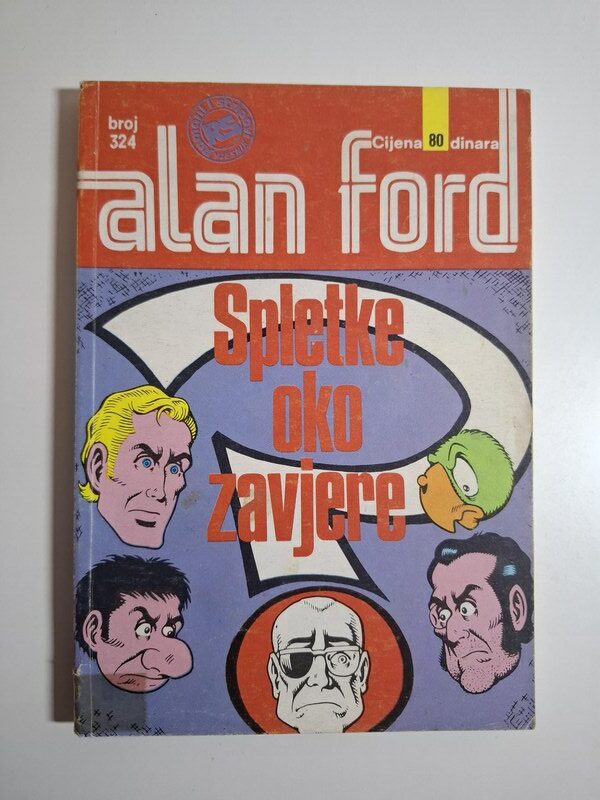 broj
324
Cijena 80 dinara
alan ford
Spletke
oko
zavjere